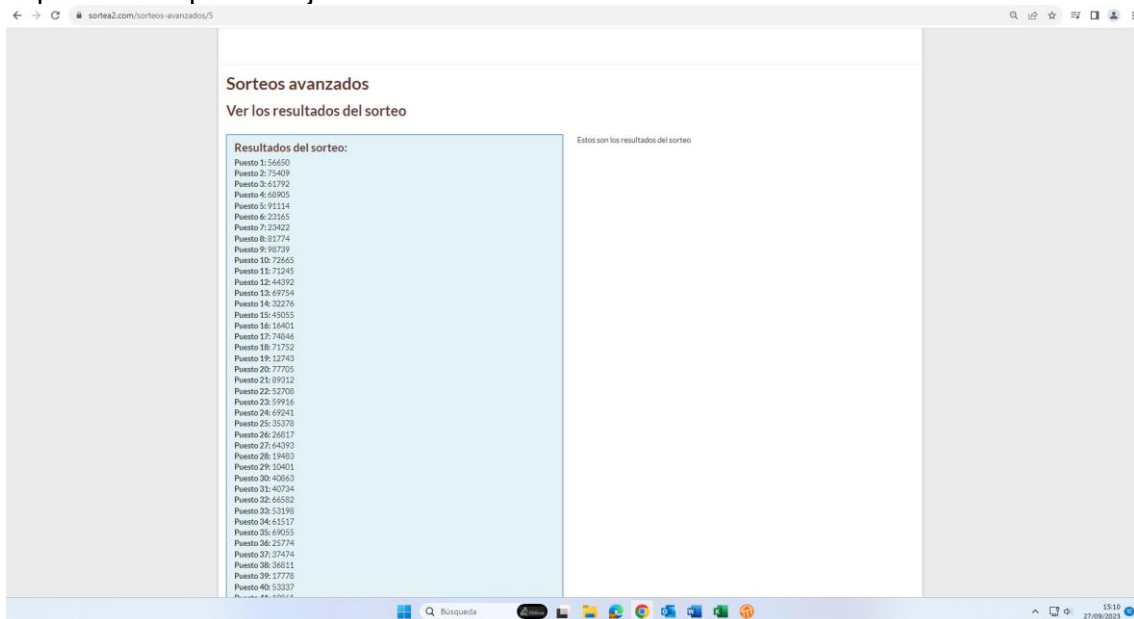 sortea2.com/sorteos-avanzados/5
Sorteos avanzados
Ver los resultados del sorteo
Resultados del sorteo:
Estos son los resultados del sorteo
Puesto 1: 56650
Puesto 2: 75409
Puesto 3: 61792
Puesto 4: 68905
Puesto 5: 91114
Puesto 6: 23165
Puesto 7: 23422
Puesto 8: 81774
Puesto 9: 98739
Puesto 10: 72665
Puesto 11: 71245
Puesto 12: 44392
Puesto 13: 69754
Puesto 14: 32276
Puesto 15: 45055
Puesto 16: 16401
Puesto 17: 74846
Puesto 18: 71752
Puesto 19: 12743
Puesto 20: 77705
Puesto 21: 89312
Puesto 22: 52708
Puesto 23: 59916
Puesto 24: 69241
Puesto 25: 35378
Puesto 26: 26817
Puesto 27: 64393
Puesto 28: 19483
Puesto 29: 10401
Puesto 30: 40863
Puesto 31: 40734
Puesto 32: 66582
Puesto 33: 53198
Puesto 34: 61517
Puesto 35: 69055
Puesto 36: 25774
Puesto 37: 37474
Puesto 38: 36811
Puesto 39: 17778
Puesto 40: 53337
Búsqueda
15:10
27/09/2023